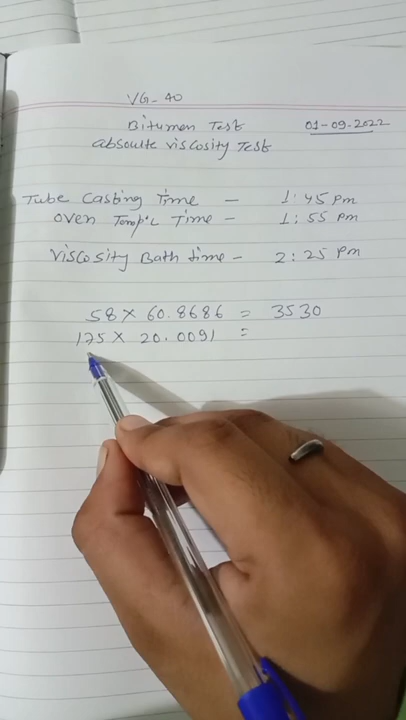 VG-40
Bitumen Test
01-09-2022
absoulte viscosity Test
Tube Casting Time - 1:45 pm
Oven Temp'c Time - 1:55 pm
Viscosity Bath time - 2:25 pm
58 × 60.8686 = 3530
175 × 20.0091 =